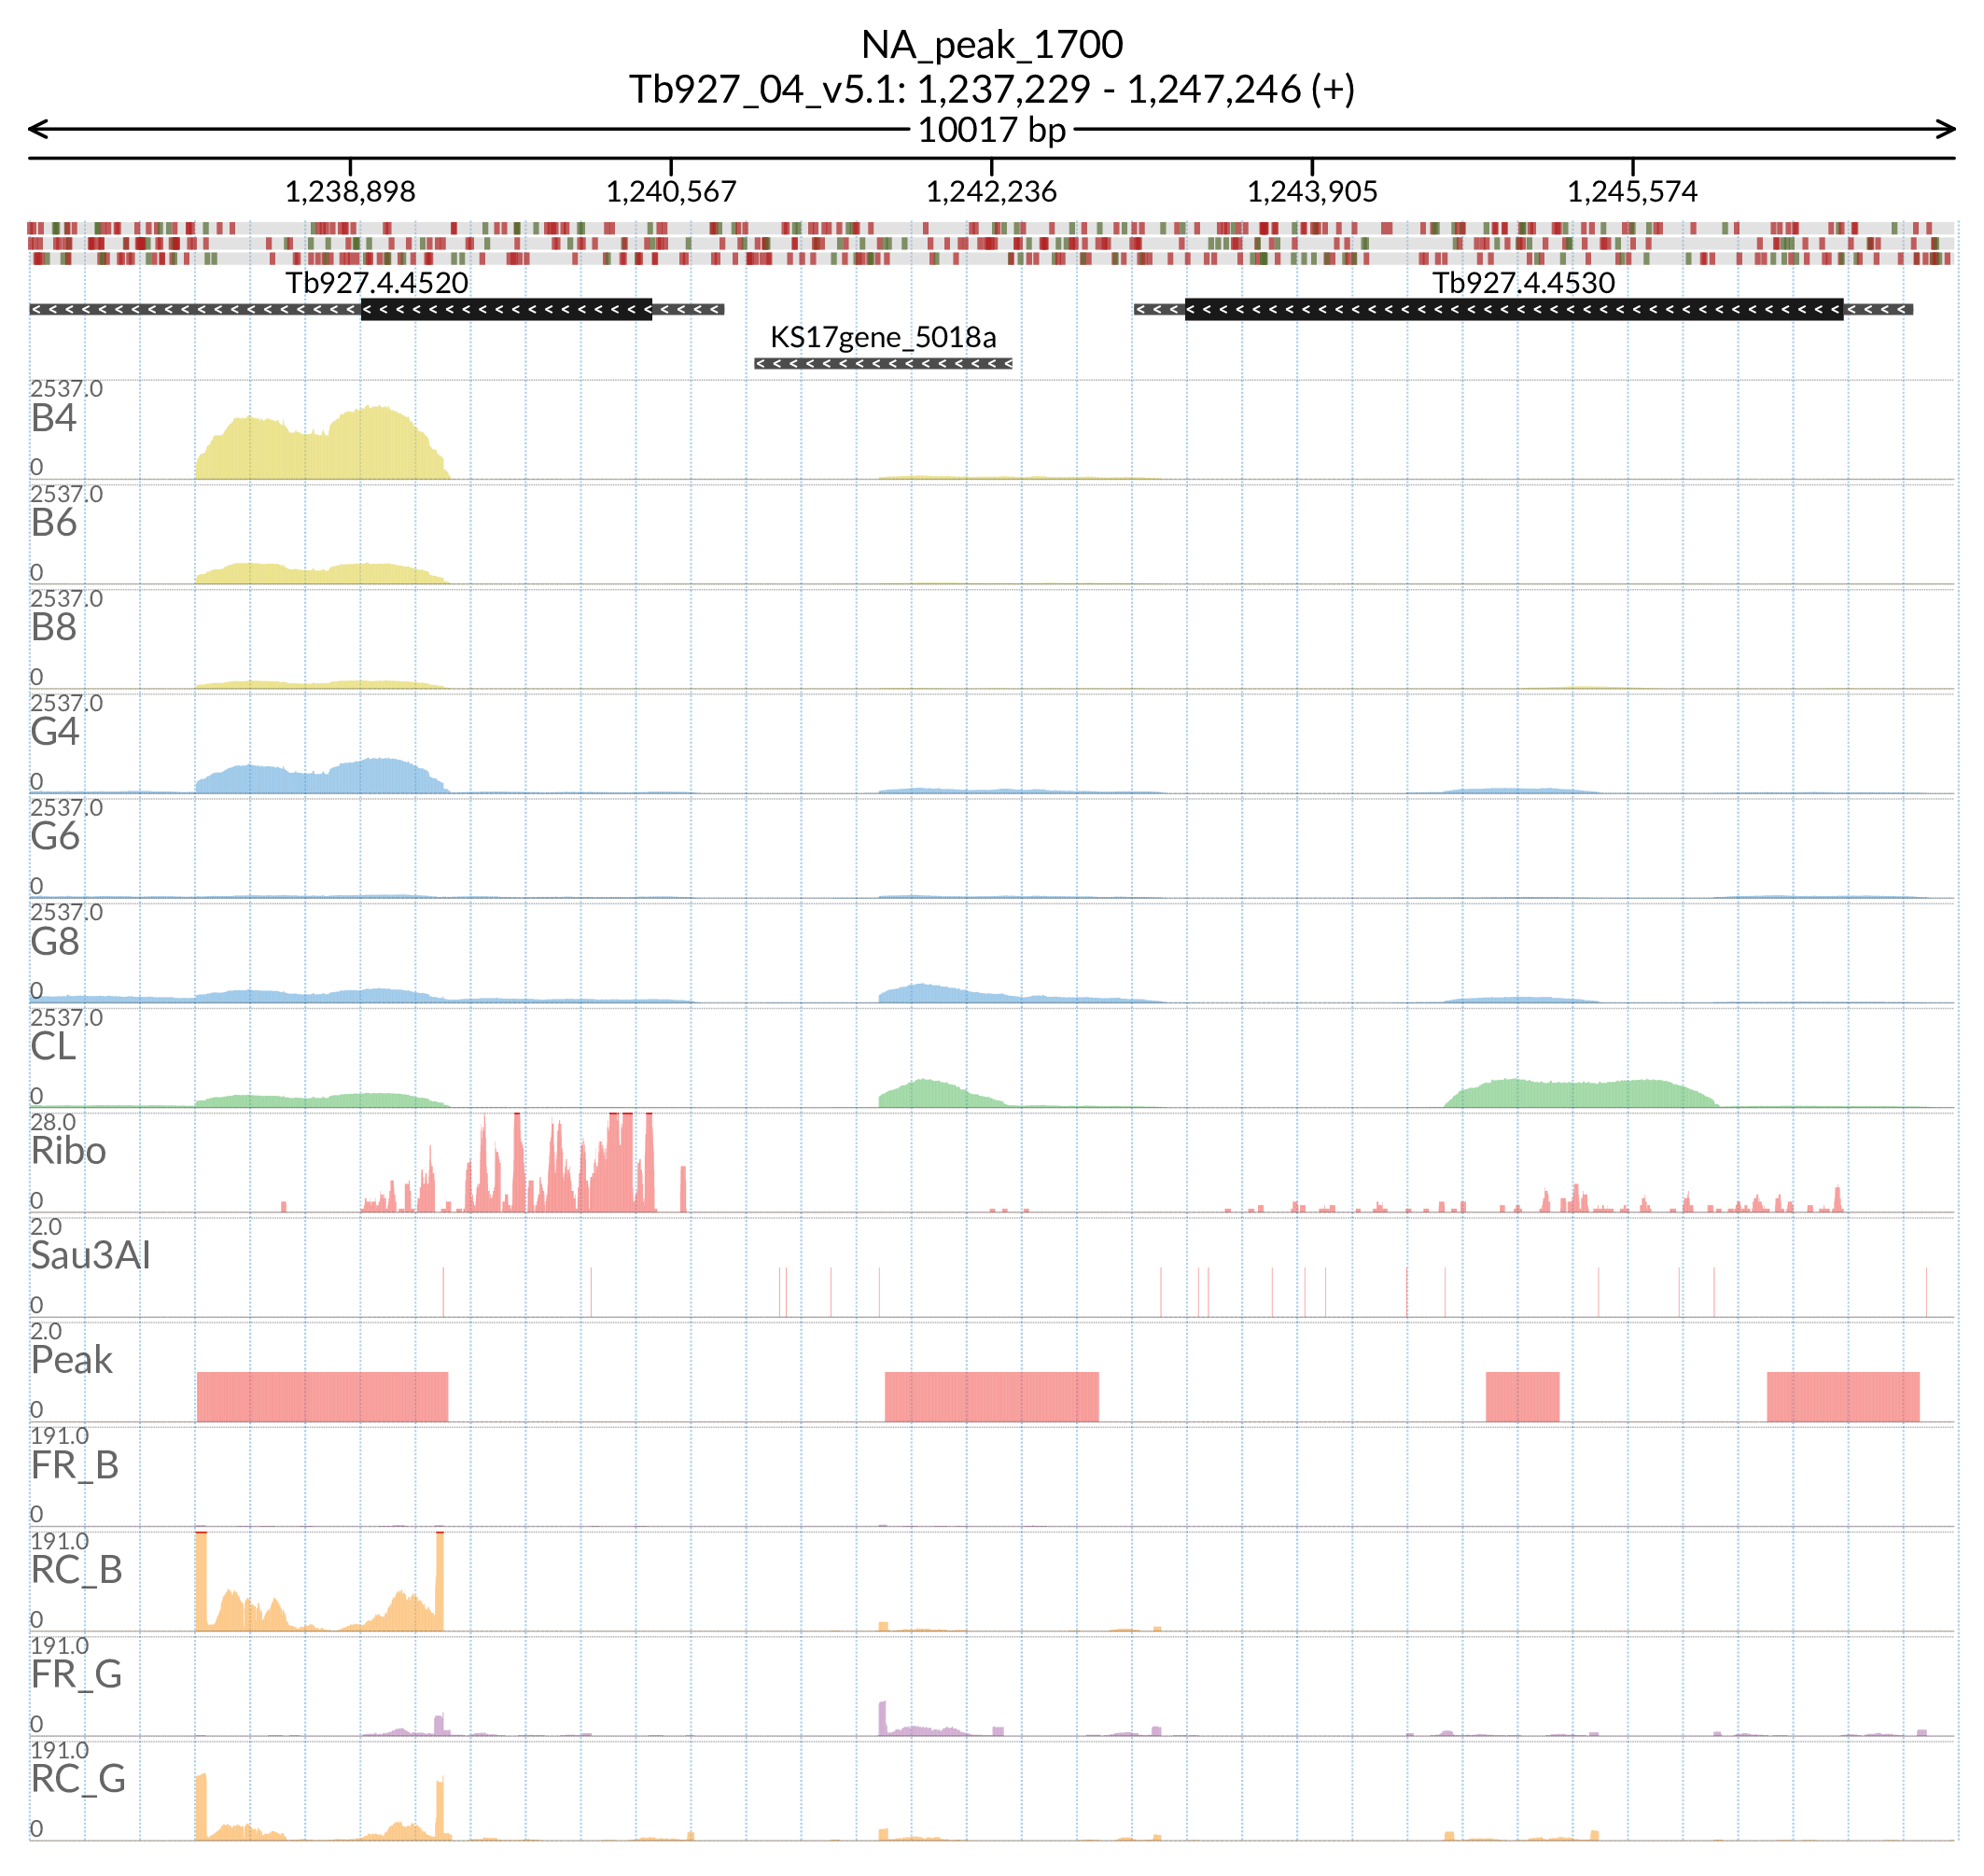 NA_peak_1700
Tb927_04_v5.1: 1,237,229 - 1,247,246 (+)
10017 bp
1,238,898 1,240,567 1,242,236 1,243,905 1,245,574
Tb927.4.4520 Tb927.4.4530
KS17gene_5018a
2537.0
B4
0
2537.0
B6
0
2537.0
B8
0
2537.0
G4
0
2537.0
G6
0
2537.0
G8
0
2537.0
CL
0
28.0
Ribo
0
2.0
Sau3AI
0
2.0
Peak
0
191.0
FR_B
0
191.0
RC_B
0
191.0
FR_G
0
191.0
RC_G
0